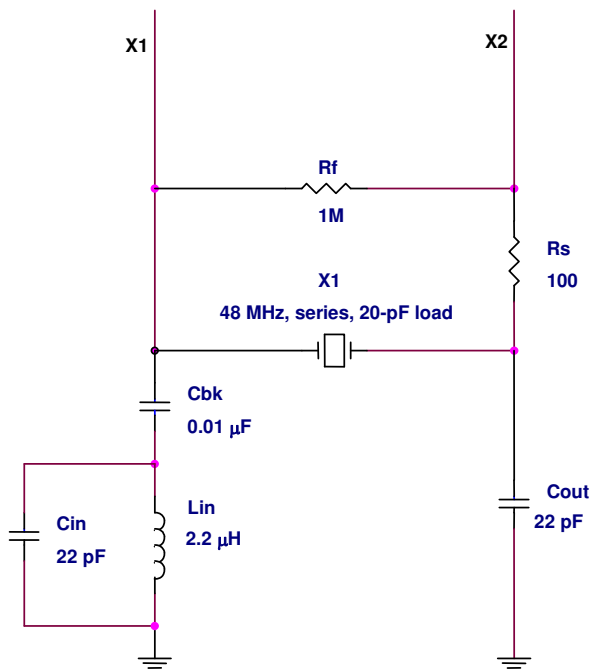 X1
X2
Rf
1M
Rs
100
X1
48 MHz, series, 20-pF load
Cbk
0.01 μF
Cin
22 pF
Lin
2.2 μH
Cout
22 pF